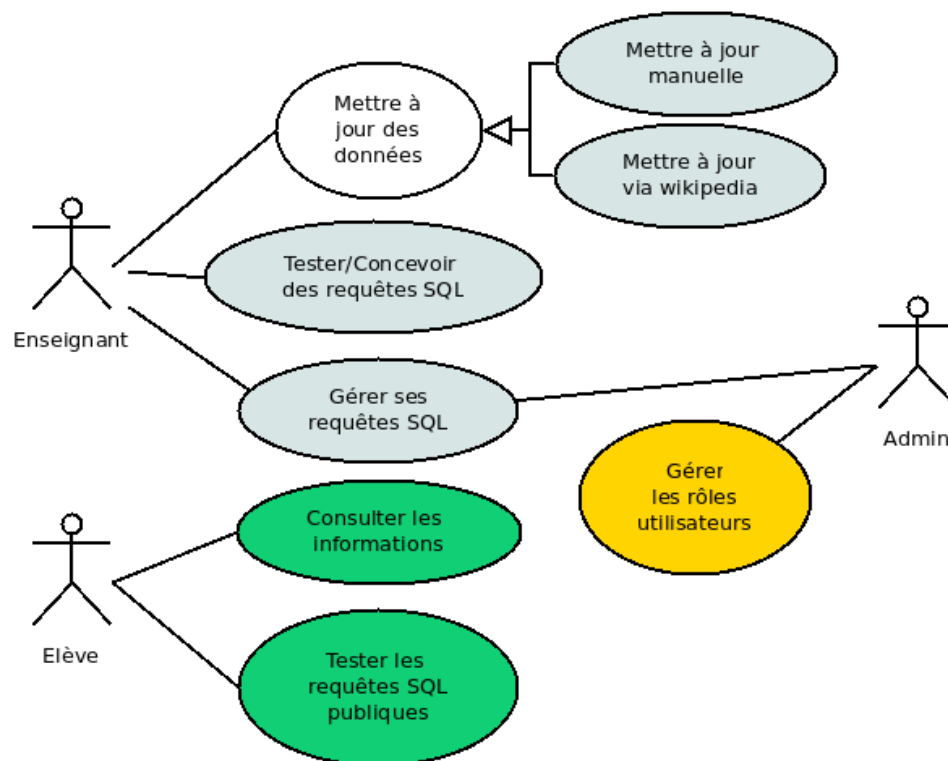 Mettre à jour
manuelle
Mettre à
jour des
données
Mettre à jour
via wikipedia
Tester/Concevoir
des requêtes SQL
Enseignant
Gérer ses
requêtes SQL
Admin
Gérer
les rôles
utilisateurs
Consulter les
informations
Elève
Tester les
requêtes SQL
publiques